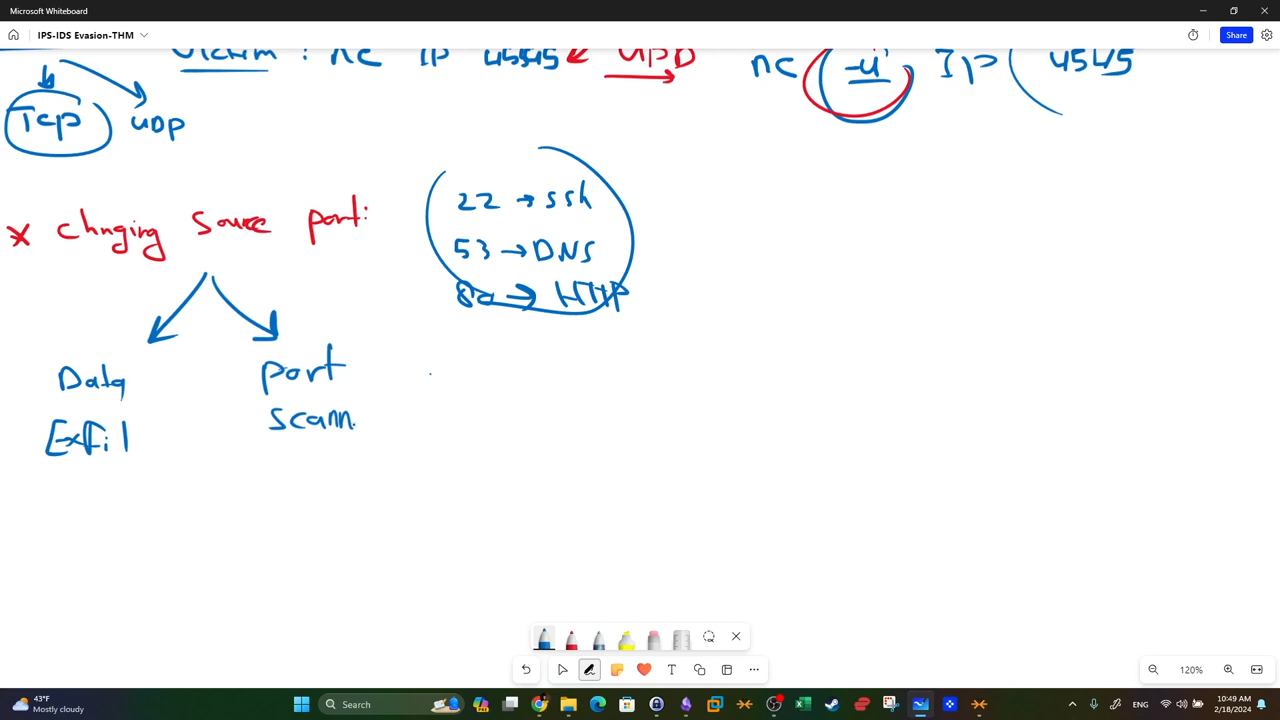 Microsoft Whiteboard
IPS-IDS Evasion-THM
Share
Victim : nc IP 4545 UPD
nc -u IP 4545
Tcp
UDP
* Chnging Source port:
22 → ssh
53 → DNS
80 → HTTP
Data
Exfil
port
scann.
120%
43°F
Mostly cloudy
Search
ENG
10:49 AM
2/18/2024